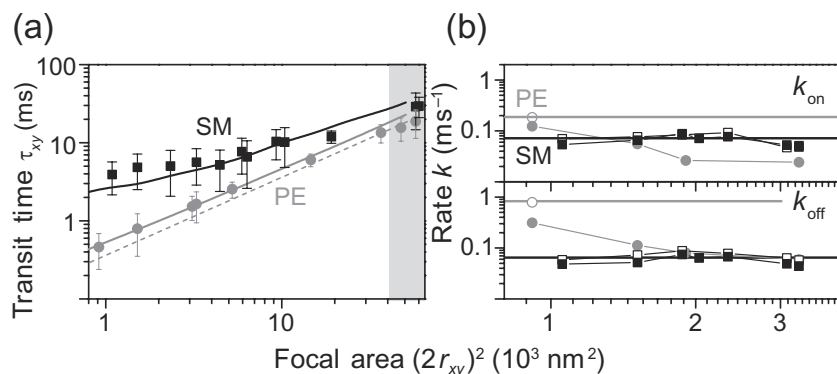 (a)
(b)
100
10
1
Transit time τxy (ms)
SM
PE
1
10
1
0.1
1
0.1
Rate k (ms⁻¹)
PE
SM
kon
koff
1
2
3
Focal area (2rxy)² (10³ nm²)